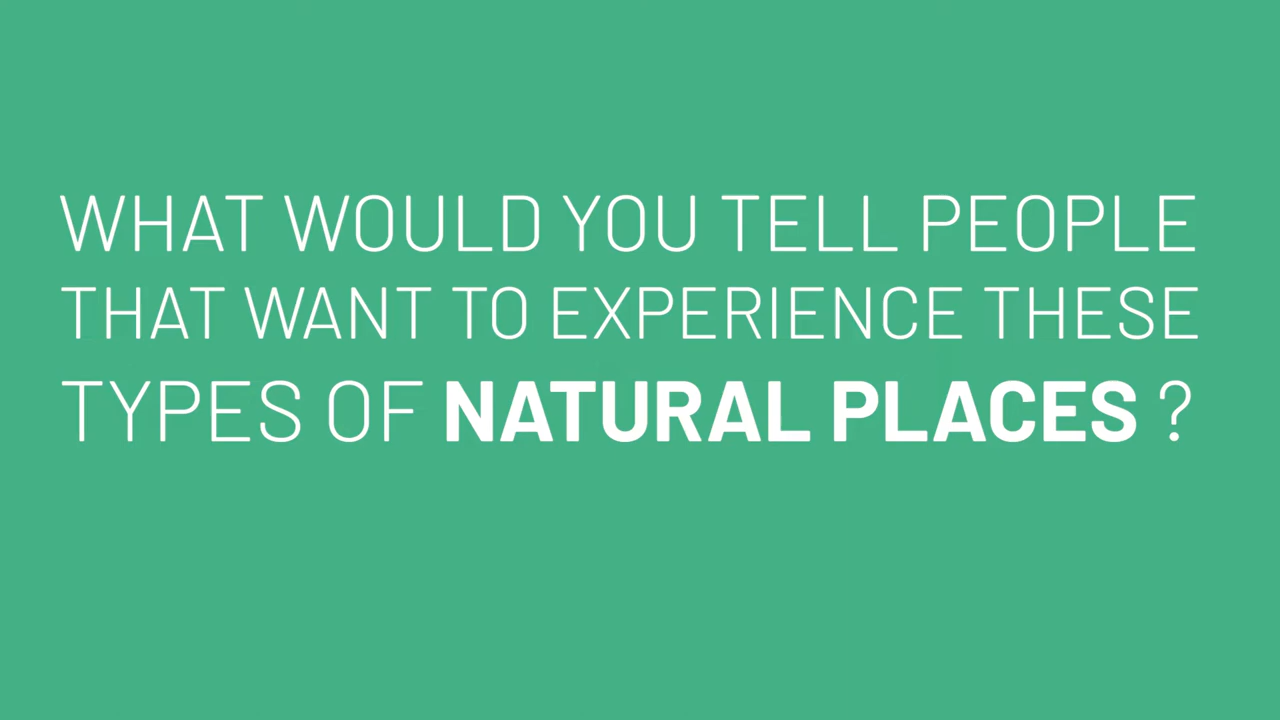 WHAT WOULD YOU TELL PEOPLE
THAT WANT TO EXPERIENCE THESE
TYPES OF NATURAL PLACES ?